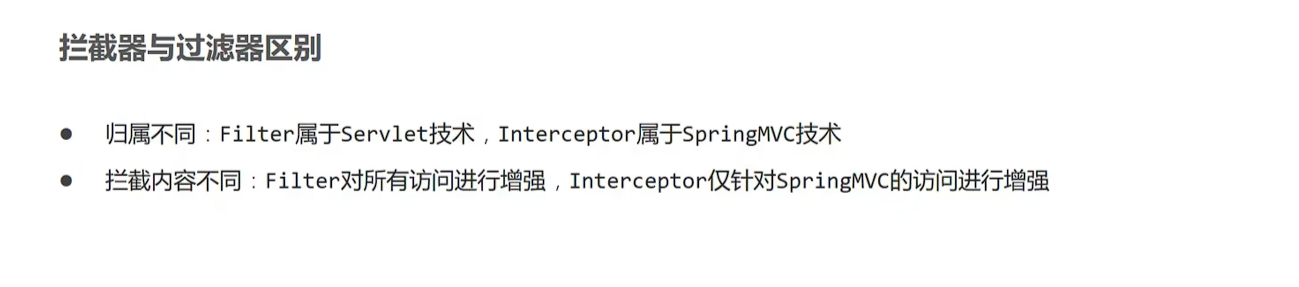 拦截器与过滤器区别
● 归属不同：Filter属于Servlet技术，Interceptor属于SpringMVC技术
● 拦截内容不同：Filter对所有访问进行增强，Interceptor仅针对SpringMVC的访问进行增强